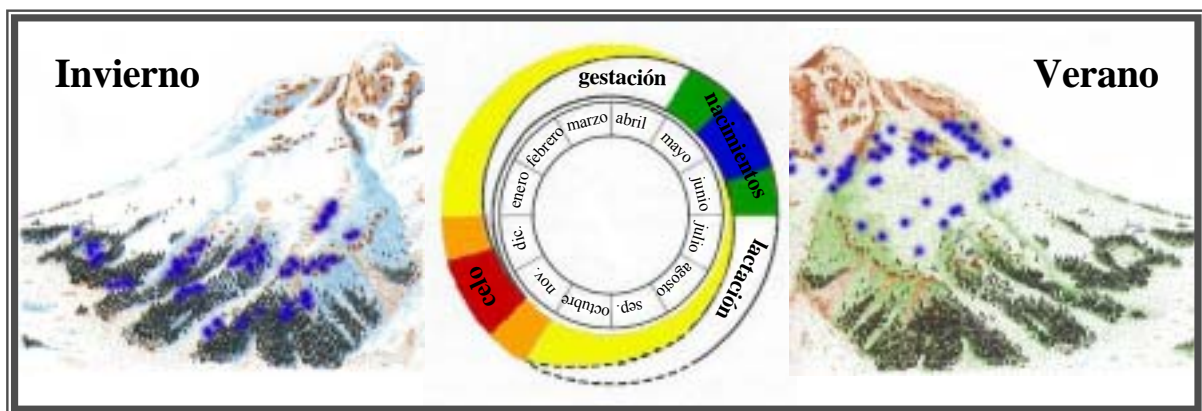 Invierno
Verano
gestación
nacimientos
lactación
celo
enero
febrero
marzo
abril
mayo
junio
julio
agosto
sep.
octubre
nov.
dic.